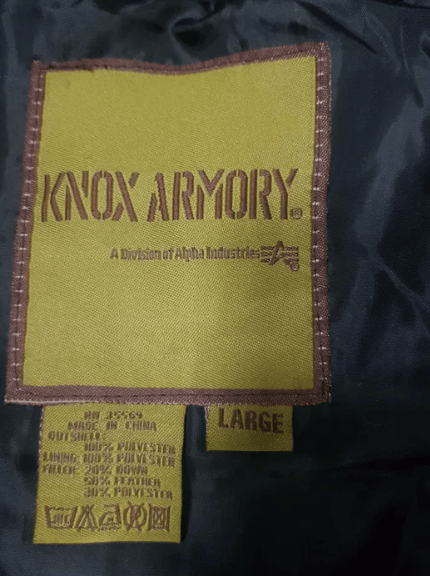 KNOX ARMORY®
A Division of Alpha Industries
LARGE
RN 35569
MADE IN CHINA
OUTSHELL:
100% POLYESTER
LINING: 100% POLYESTER
FILLER: 20% DOWN
50% FEATHER
30% POLYESTER